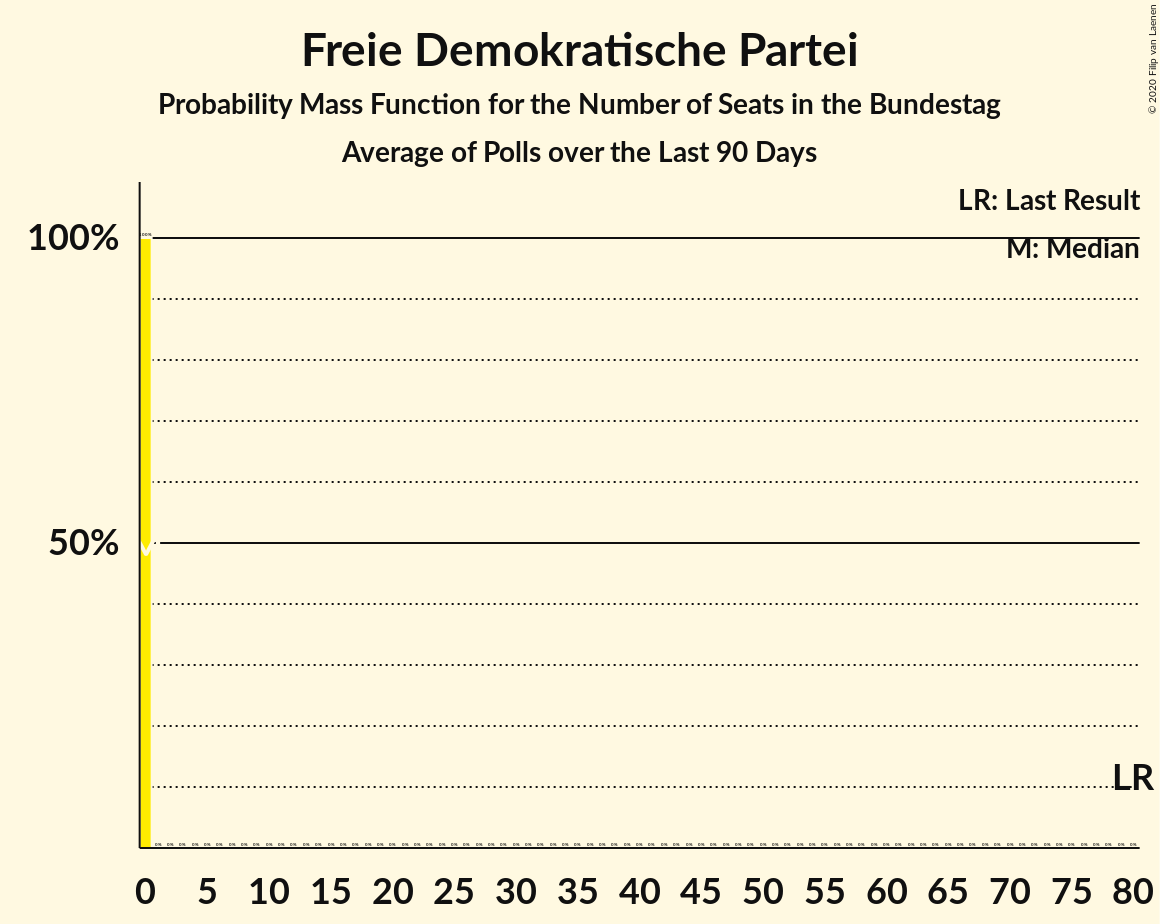 Freie Demokratische Partei
Probability Mass Function for the Number of Seats in the Bundestag
Average of Polls over the Last 90 Days
© 2020 Filip van Laenen
LR: Last Result
M: Median
100%
50%
LR
0 5 10 15 20 25 30 35 40 45 50 55 60 65 70 75 80